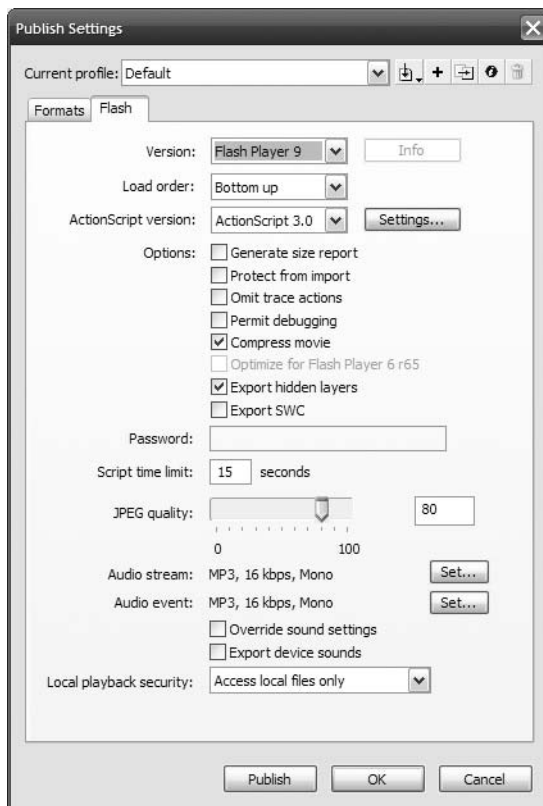 Publish Settings
Current profile: Default
Formats Flash
Version: Flash Player 9 Info
Load order: Bottom up
ActionScript version: ActionScript 3.0 Settings...
Options: Generate size report
Protect from import
Omit trace actions
Permit debugging
Compress movie
Optimize for Flash Player 6 r65
Export hidden layers
Export SWC
Password:
Script time limit: 15 seconds
JPEG quality: 80
0 100
Audio stream: MP3, 16 kbps, Mono Set...
Audio event: MP3, 16 kbps, Mono Set...
Override sound settings
Export device sounds
Local playback security: Access local files only
Publish OK Cancel